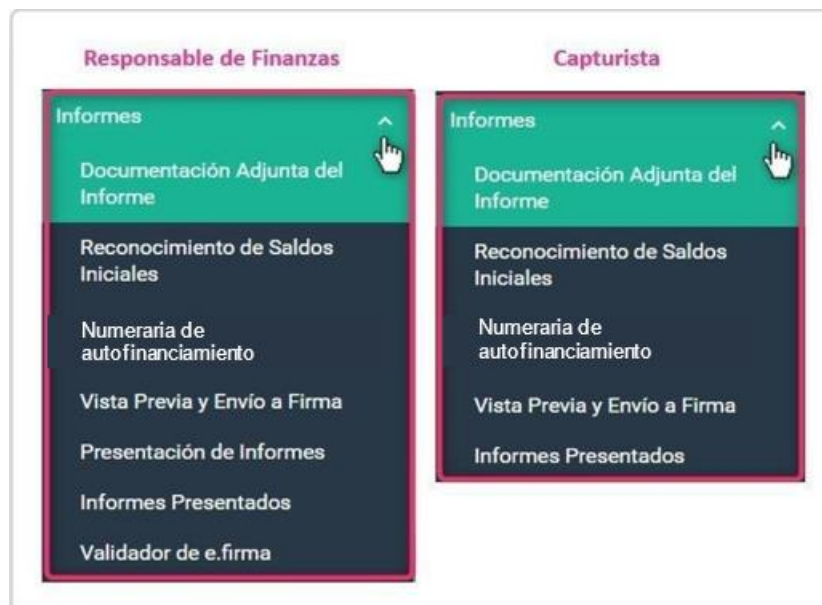 Responsable de Finanzas
Informes
Documentación Adjunta del
Informe
Reconocimiento de Saldos
Iniciales
Numeraria de
autofinanciamiento
Vista Previa y Envío a Firma
Presentación de Informes
Informes Presentados
Validador de e.firma
Capturista
Informes
Documentación Adjunta del
Informe
Reconocimiento de Saldos
Iniciales
Numeraria de
autofinanciamiento
Vista Previa y Envío a Firma
Informes Presentados